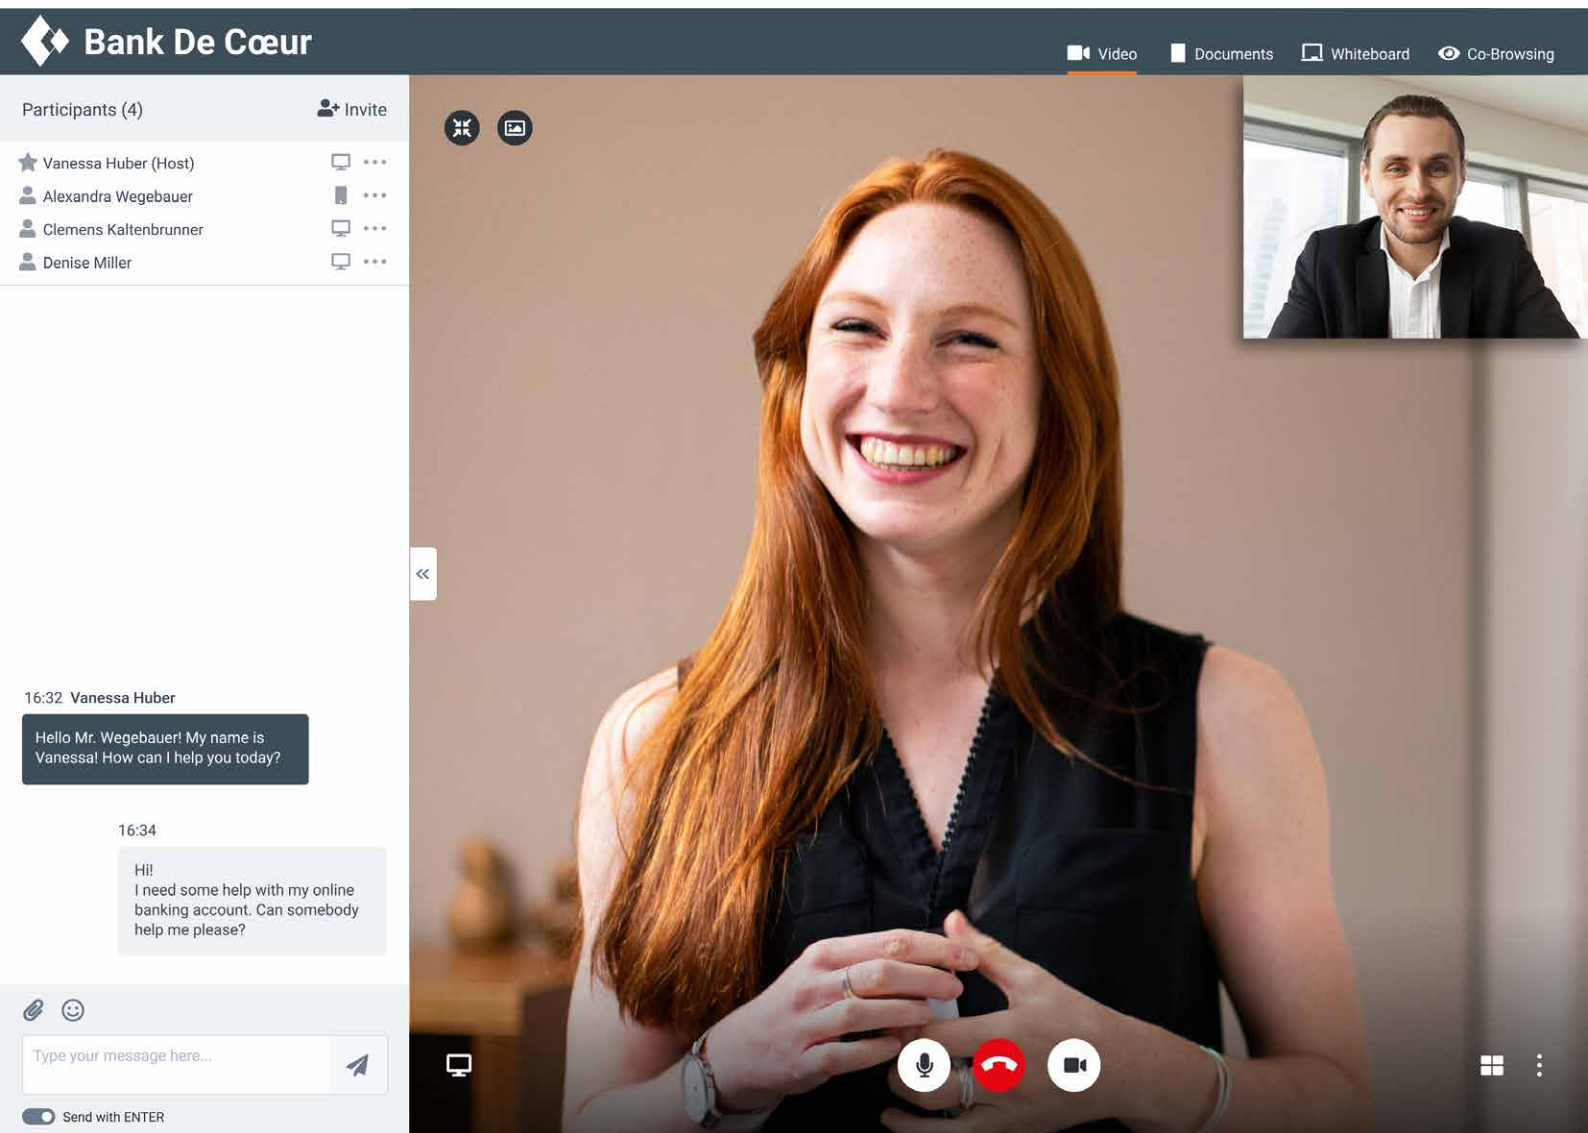 Bank De Cœur
Video
Documents
Whiteboard
Co-Browsing
Participants (4)
Invite
Vanessa Huber (Host)
Alexandra Wegebauer
Clemens Kaltenbrunner
Denise Miller
16:32 Vanessa Huber
Hello Mr. Wegebauer! My name is
Vanessa! How can I help you today?
16:34
Hi!
I need some help with my online
banking account. Can somebody
help me please?
Type your message here...
Send with ENTER